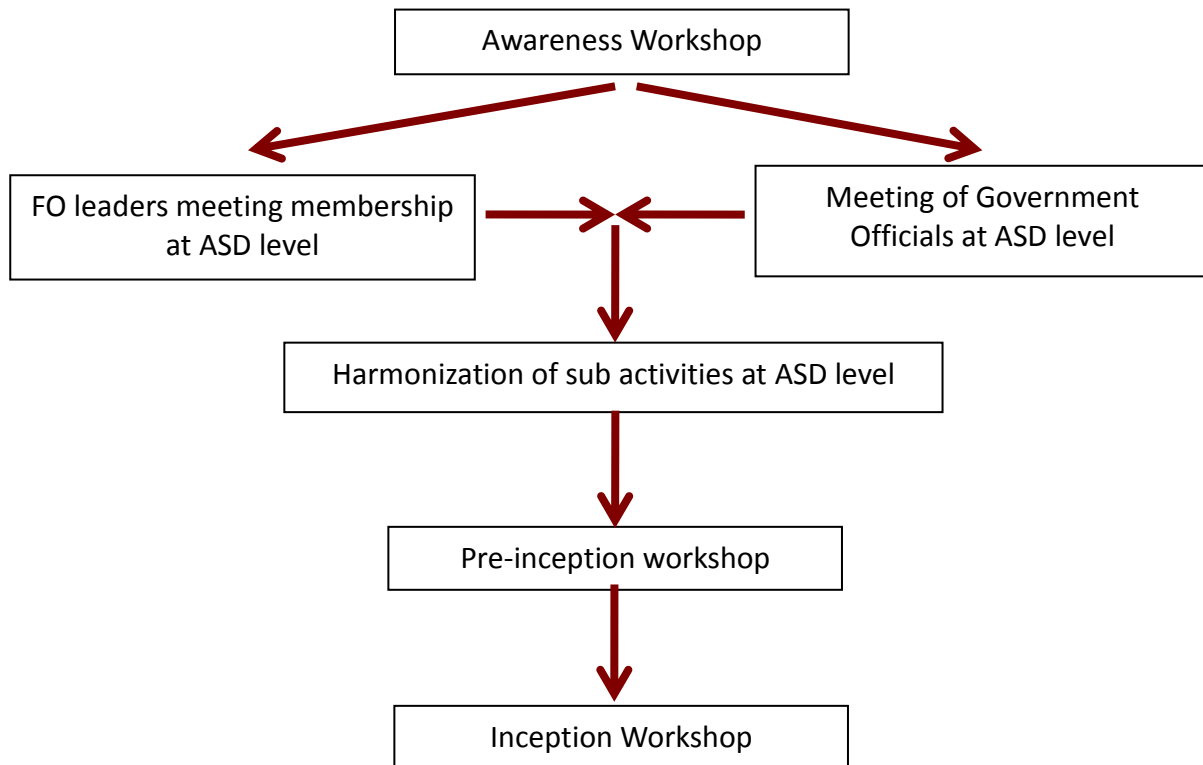 Awareness Workshop
FO leaders meeting membership
at ASD level
Meeting of Government
Officials at ASD level
Harmonization of sub activities at ASD level
Pre-inception workshop
Inception Workshop